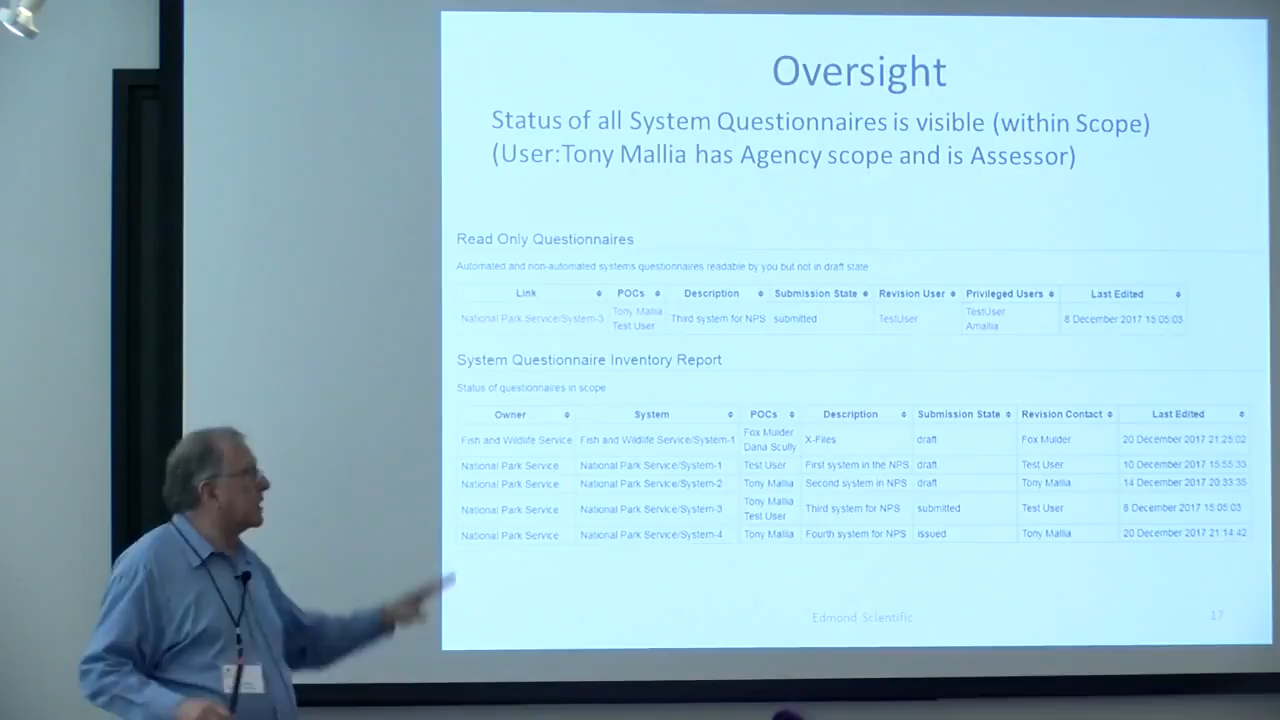 Oversight
Status of all System Questionnaires is visible (within Scope)
(User:Tony Mallia has Agency scope and is Assessor)
Read Only Questionnaires
Automated and non-automated systems questionnaires readable by you but not in draft state
Link POCs Description Submission State Revision User Privileged Users Last Edited
National Park Service/System-3 Tony Mallia Test User Third system for NPS submitted TestUser TestUser Amallia 8 December 2017 15:05:03
System Questionnaire Inventory Report
Status of questionnaires in scope
Owner System POCs Description Submission State Revision Contact Last Edited
Fish and Wildlife Service Fish and Wildlife Service/System-1 Fox Mulder Dana Scully X-Files draft Fox Mulder 20 December 2017 21:25:02
National Park Service National Park Service/System-1 Test User First system in the NPS draft Test User 10 December 2017 15:55:33
National Park Service National Park Service/System-2 Tony Mallia Second system in NPS draft Tony Mallia 14 December 2017 20:33:35
National Park Service National Park Service/System-3 Tony Mallia Test User Third system for NPS submitted Test User 8 December 2017 15:05:03
National Park Service National Park Service/System-4 Tony Mallia Fourth system for NPS issued Tony Mallia 20 December 2017 21:14:42
Edmond Scientific 17